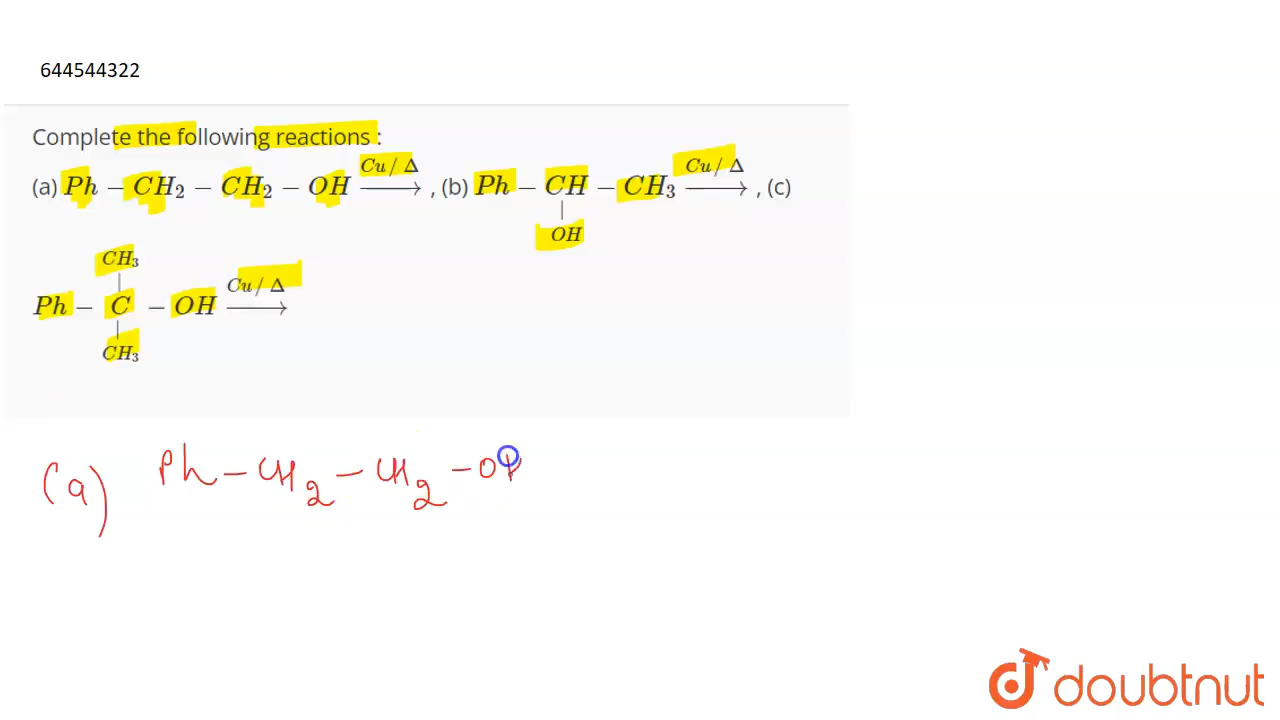 644544322
Complete the following reactions :
(a) Ph – CH₂ – CH₂ – OH Cu / Δ ⟶ , (b) Ph – CH – CH₃ Cu / Δ ⟶ , (c)
|
OH
CH₃
|
Ph – C – OH Cu / Δ ⟶
|
CH₃
(a) Ph – CH₂ – CH₂ – O
doubtnut